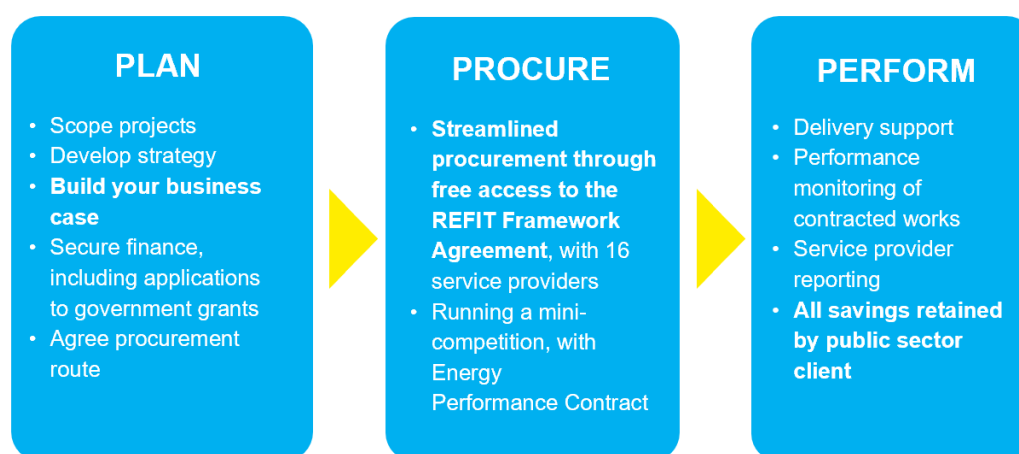 PLAN
• Scope projects
• Develop strategy
• Build your business
case
• Secure finance,
including applications
to government grants
• Agree procurement
route
PROCURE
• Streamlined
procurement through
free access to the
REFIT Framework
Agreement, with 16
service providers
• Running a mini-
competition, with
Energy
Performance Contract
PERFORM
• Delivery support
• Performance
monitoring of
contracted works
• Service provider
reporting
• All savings retained
by public sector
client